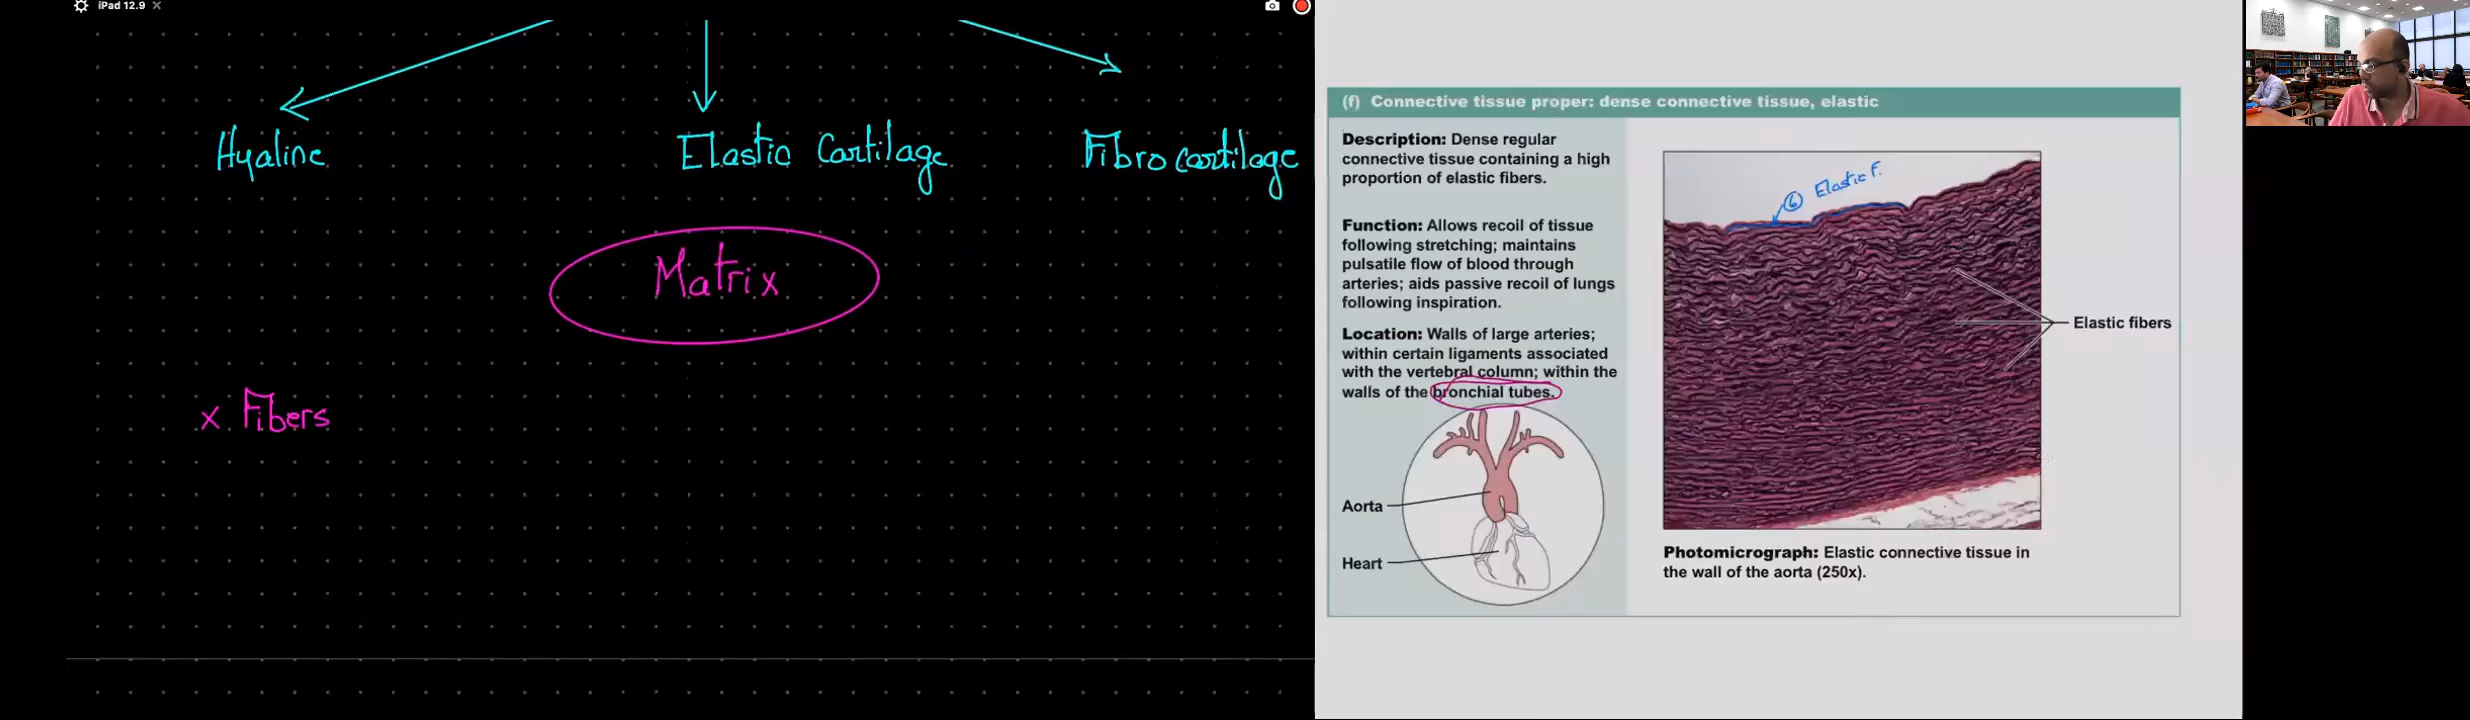 iPad 12.9
Hyaline
Elastic Cartilage
Fibrocartilage
Matrix
x Fibers
(f) Connective tissue proper: dense connective tissue, elastic
Description: Dense regular
connective tissue containing a high
proportion of elastic fibers.
Function: Allows recoil of tissue
following stretching; maintains
pulsatile flow of blood through
arteries; aids passive recoil of lungs
following inspiration.
Location: Walls of large arteries;
within certain ligaments associated
with the vertebral column; within the
walls of the bronchial tubes.
Aorta
Heart
⑥ Elastic F.
Elastic fibers
Photomicrograph: Elastic connective tissue in
the wall of the aorta (250x).